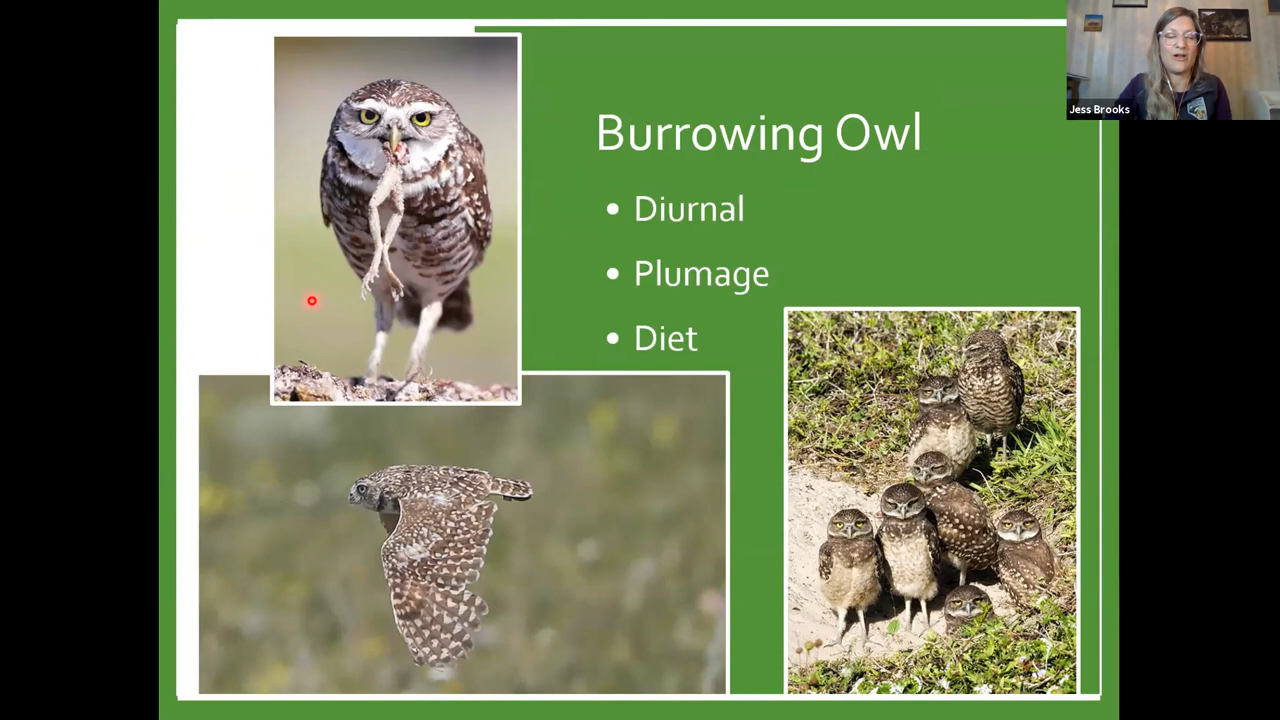 Jess Brooks
Burrowing Owl
• Diurnal
• Plumage
• Diet